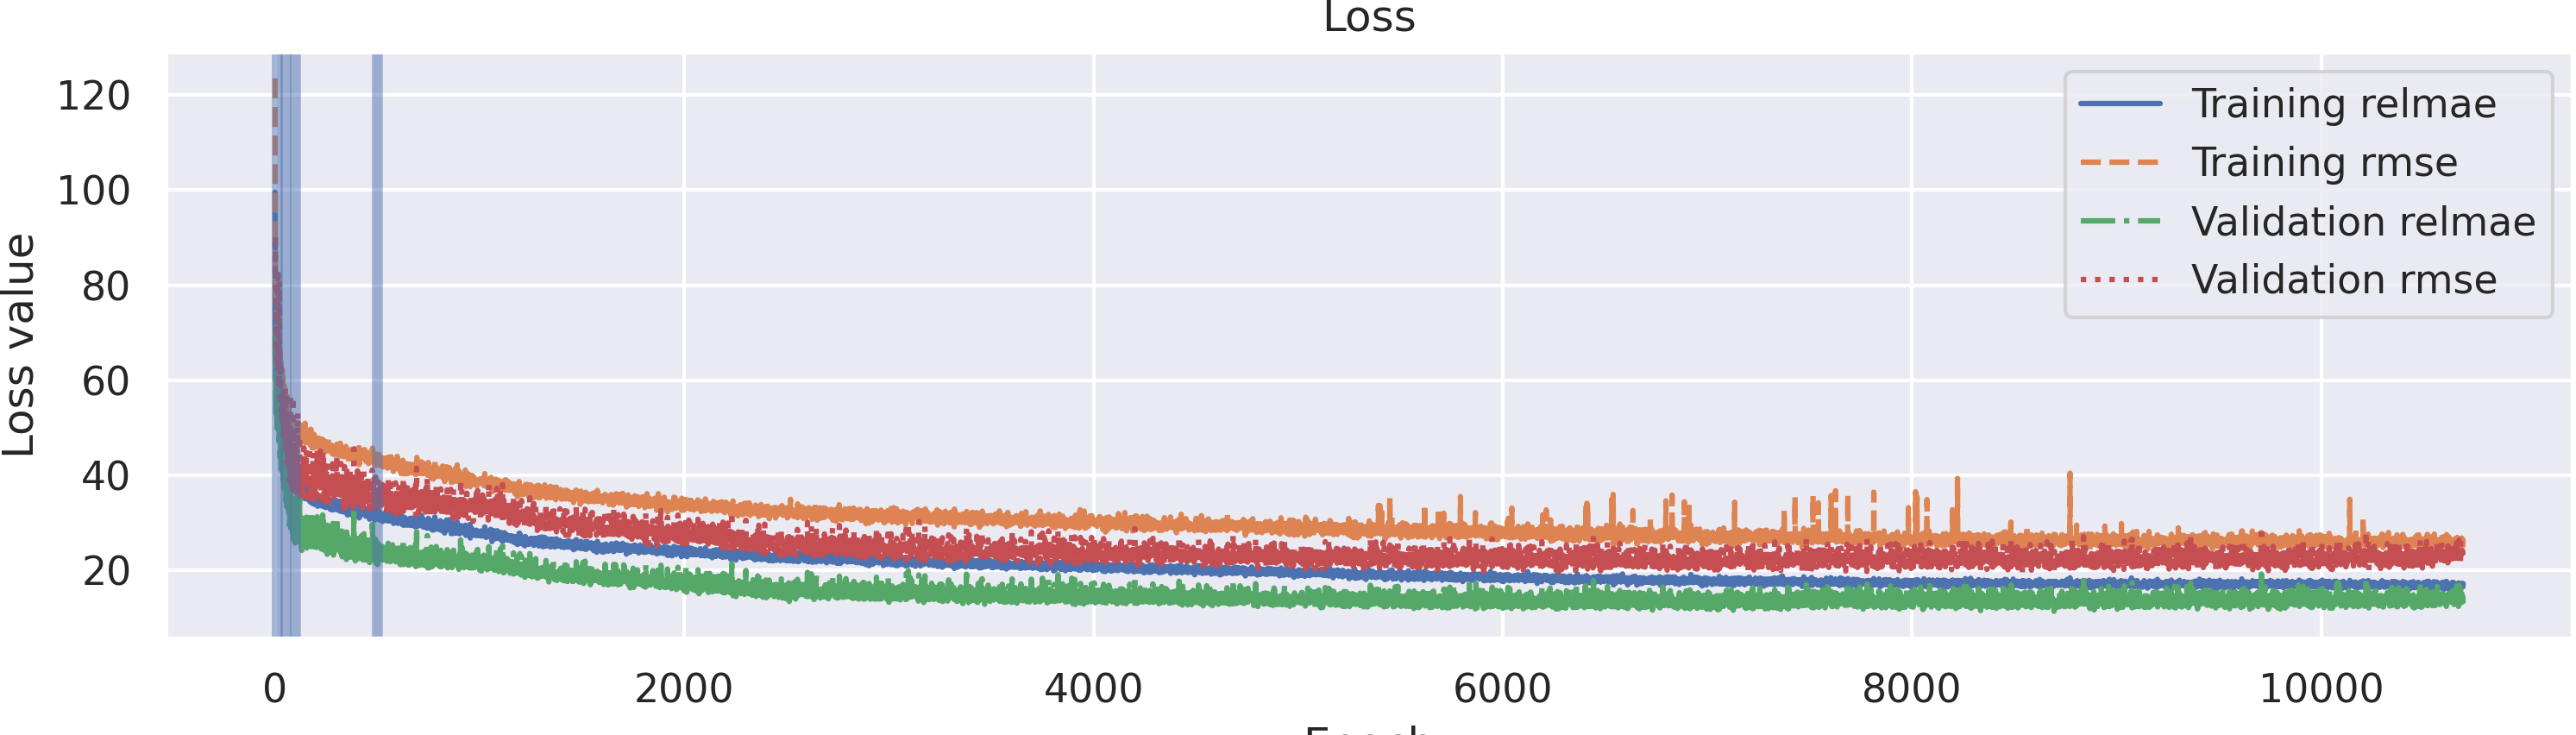 Loss
120
100
80
60
40
20
Loss value
Training relmae
Training rmse
Validation relmae
Validation rmse
0 2000 4000 6000 8000 10000